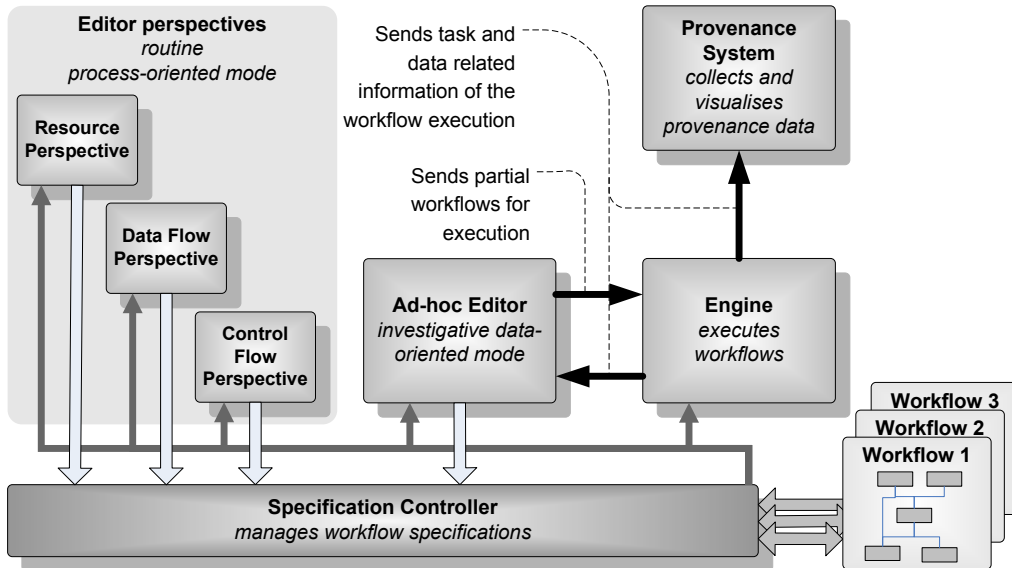 Editor perspectives
routine
process-oriented mode
Resource
Perspective
Data Flow
Perspective
Control
Flow
Perspective
Sends task and
data related
information of the
workflow execution
Sends partial
workflows for
execution
Provenance
System
collects and
visualises
provenance data
Ad-hoc Editor
investigative data-
oriented mode
Engine
executes
workflows
Workflow 3
Workflow 2
Workflow 1
Specification Controller
manages workflow specifications